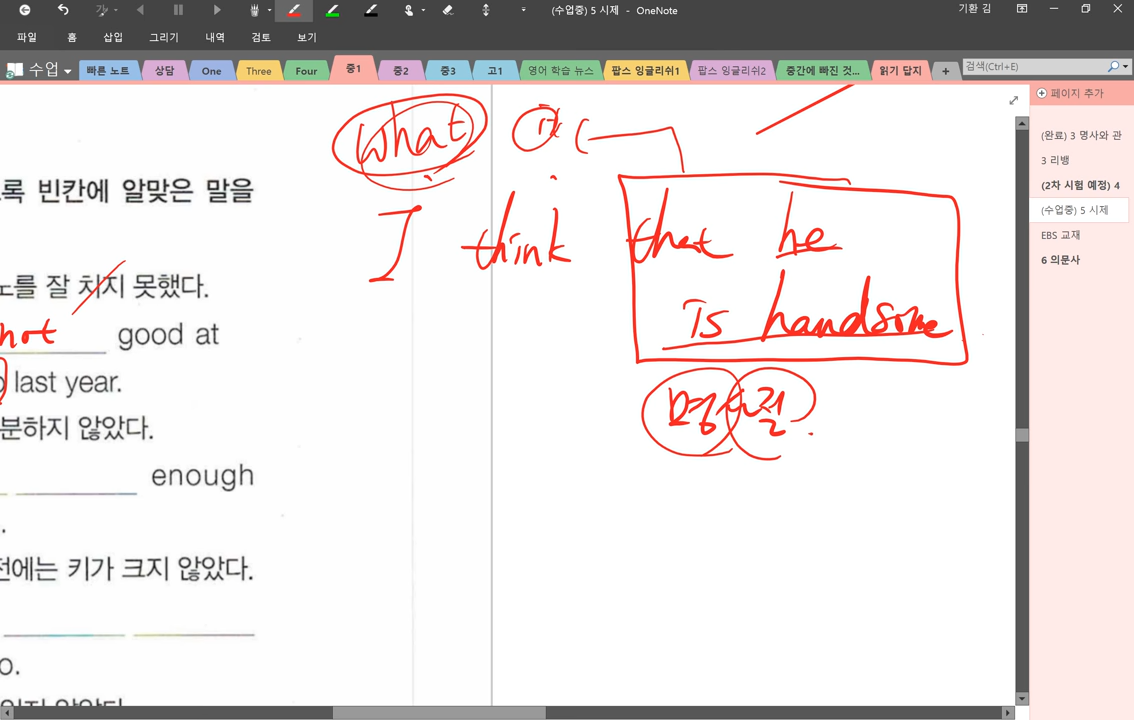 (수업중) 5 시제 - OneNote
기환 김
파일 홈 삽입 그리기 내역 검토 보기
수업 빠른 노트 상담 One Three Four 중1 중2 중3 고1 영어 학습 뉴스 팝스 잉글리쉬1 팝스 잉글리쉬2 중간에 빠진 것... 읽기 답지 + 검색(Ctrl+E)
페이지 추가
(완료) 3 명사와 관
3 리뱅
(2차 시험 예정) 4
(수업중) 5 시제
EBS 교재
6 의문사
what it
록 빈칸에 알맞은 말을
I think that he
is handsome
노를 잘 치지 못했다.
not good at
last year.
명사절
분하지 않았다.
enough
.
전에는 키가 크지 않았다.
o.